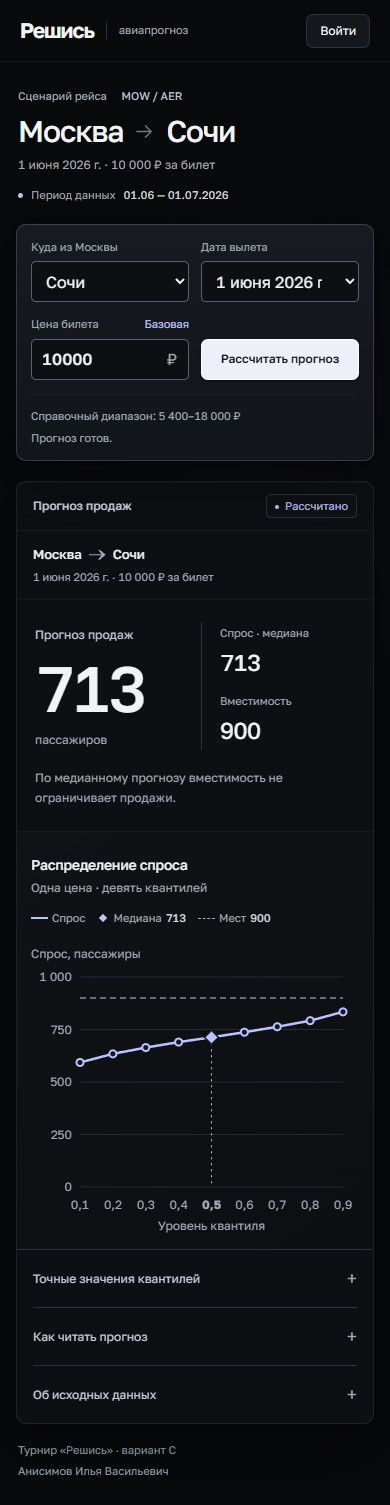 Решись авиапрогноз Войти
Сценарий рейса MOW / AER
Москва → Сочи
1 июня 2026 г. · 10 000 ₽ за билет
Период данных 01.06 — 01.07.2026
Куда из Москвы Дата вылета
Сочи 1 июня 2026 г
Цена билета Базовая
10000 ₽ Рассчитать прогноз
Справочный диапазон: 5 400–18 000 ₽
Прогноз готов.
Прогноз продаж Рассчитано
Москва → Сочи
1 июня 2026 г. · 10 000 ₽ за билет
Прогноз продаж
713
пассажиров
Спрос · медиана
713
Вместимость
900
По медианному прогнозу вместимость не
ограничивает продажи.
Распределение спроса
Одна цена · девять квантилей
Спрос Медиана 713 Мест 900
Спрос, пассажиры
1 000
750
500
250
0
0,1 0,2 0,3 0,4 0,5 0,6 0,7 0,8 0,9
Уровень квантиля
Точные значения квантилей +
Как читать прогноз +
Об исходных данных +
Турнир «Решись» · вариант С
Анисимов Илья Васильевич